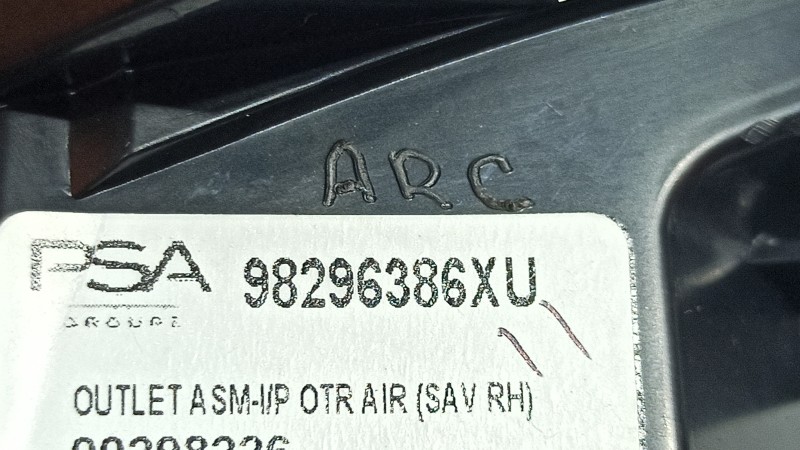 ARC
PSA 98296386XU
GROUPE
OUTLET ASM-I/P OTR AIR (SAV RH)